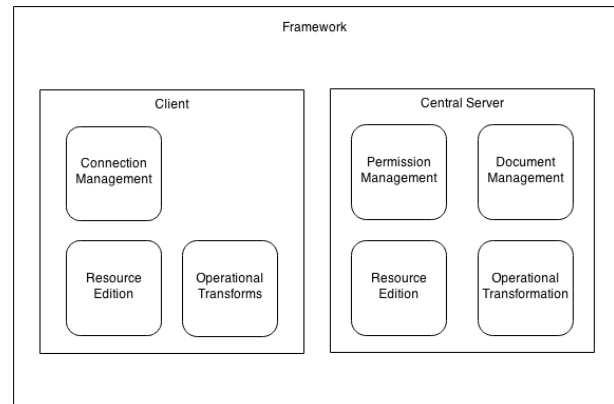 Framework
Client
Connection
Management
Resource
Edition
Operational
Transforms
Central Server
Permission
Management
Document
Management
Resource
Edition
Operational
Transformation